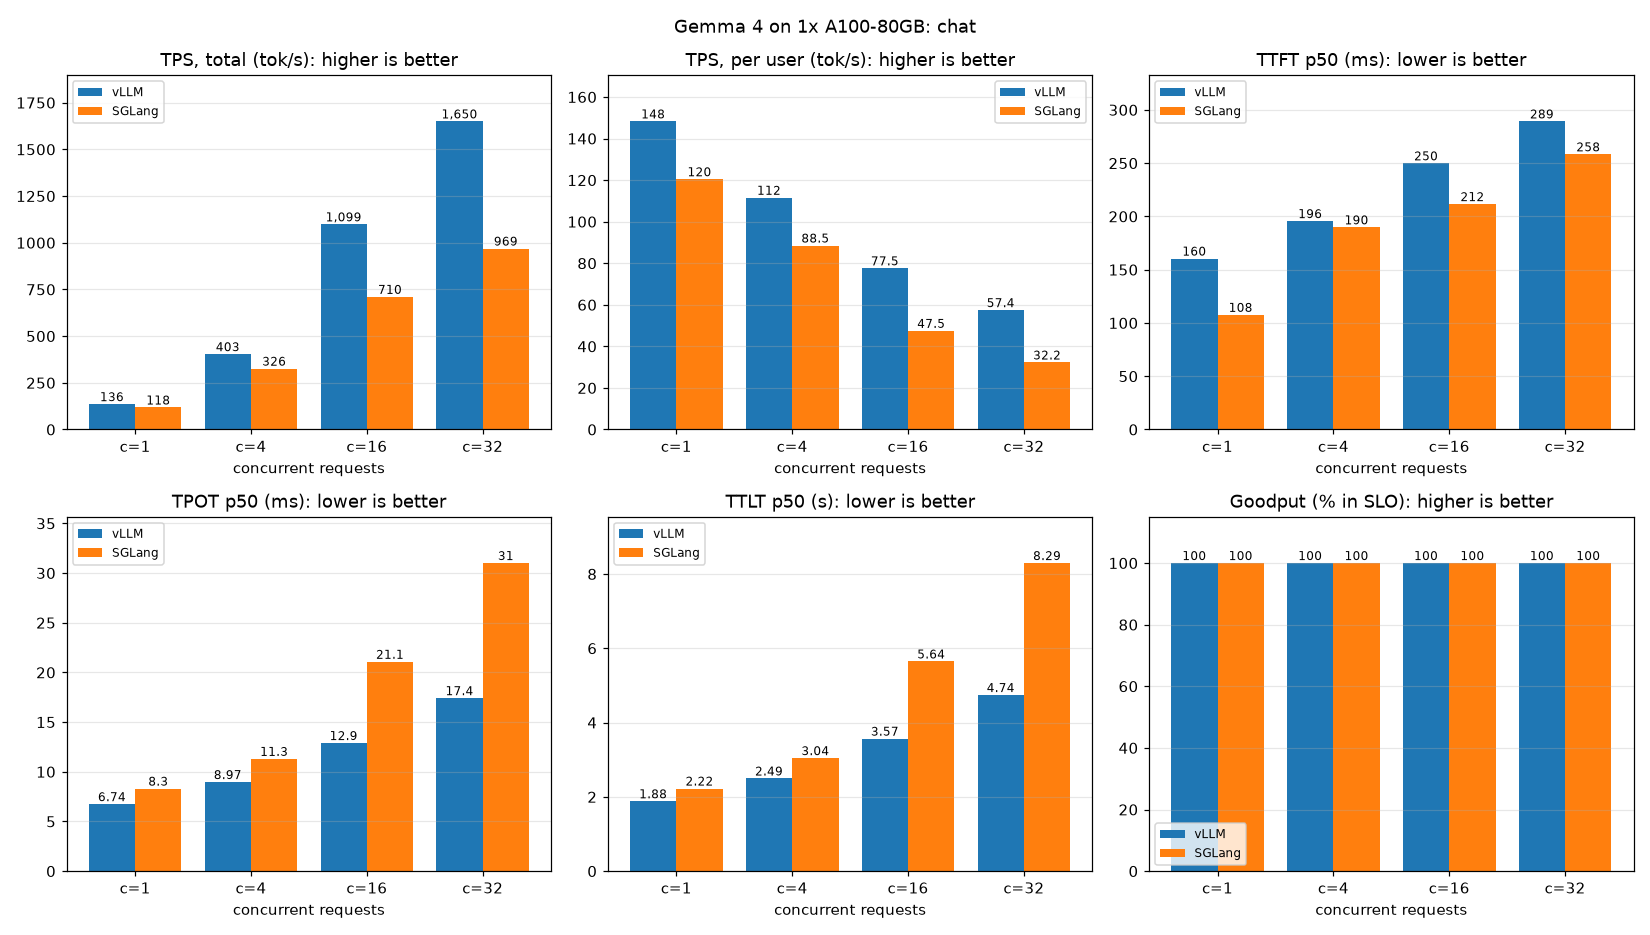 Gemma 4 on 1x A100-80GB: chat
TPS, total (tok/s): higher is better
vLLM
SGLang
1750
1500
1250
1000
750
500
250
0
136
118
403
326
1,099
710
1,650
969
c=1
c=4
c=16
c=32
concurrent requests
TPS, per user (tok/s): higher is better
vLLM
SGLang
160
140
120
100
80
60
40
20
0
148
120
112
88.5
77.5
47.5
57.4
32.2
c=1
c=4
c=16
c=32
concurrent requests
TTFT p50 (ms): lower is better
vLLM
SGLang
300
250
200
150
100
50
0
160
108
196
190
250
212
289
258
c=1
c=4
c=16
c=32
concurrent requests
TPOT p50 (ms): lower is better
vLLM
SGLang
35
30
25
20
15
10
5
0
6.74
8.3
8.97
11.3
12.9
21.1
17.4
31
c=1
c=4
c=16
c=32
concurrent requests
TTLT p50 (s): lower is better
vLLM
SGLang
8
6
4
2
0
1.88
2.22
2.49
3.04
3.57
5.64
4.74
8.29
c=1
c=4
c=16
c=32
concurrent requests
Goodput (% in SLO): higher is better
100
80
60
40
20
0
100
100
100
100
100
100
100
100
vLLM
SGLang
c=1
c=4
c=16
c=32
concurrent requests